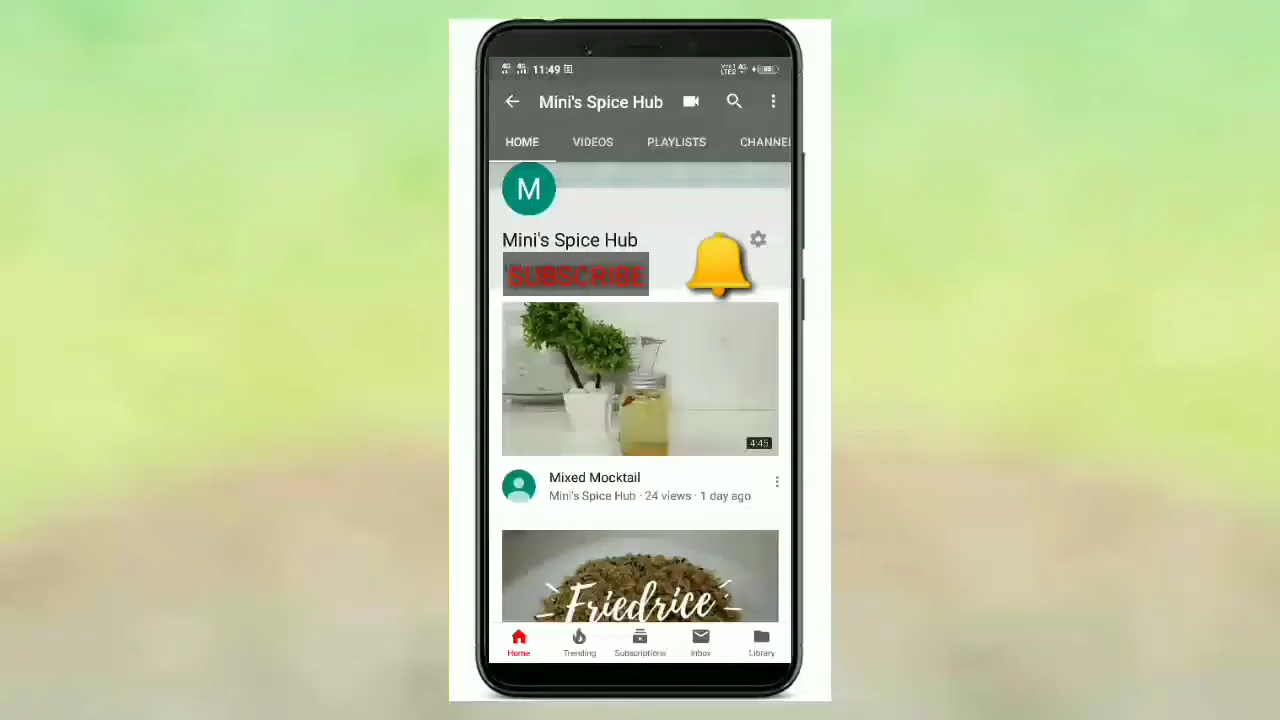 11:49
Mini's Spice Hub
HOME VIDEOS PLAYLISTS CHANNEL
M
Mini's Spice Hub
SUBSCRIBE
4:45
Mixed Mocktail
Mini's Spice Hub · 24 views · 1 day ago
Friedrice
Home Trending Subscriptions Inbox Library